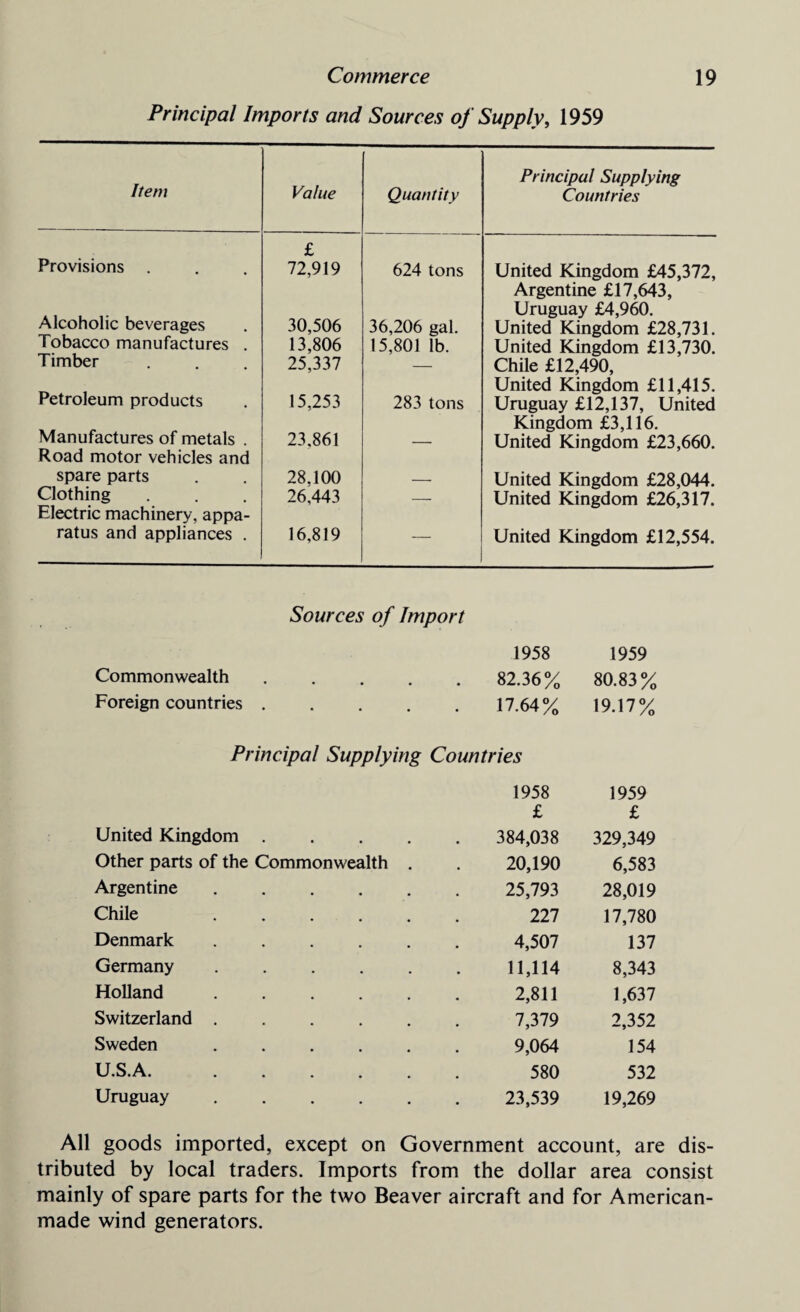 Commerce 19
Principal Imports and Sources of Supply, 1959
Item Value Quantity Principal Supplying Countries
£
Provisions . . . 72,919 624 tons United Kingdom £45,372,
Argentine £17,643,
Uruguay £4,960.
Alcoholic beverages . 30,506 36,206 gal. United Kingdom £28,731.
Tobacco manufactures . 13,806 15,801 lb. United Kingdom £13,730.
Timber . . . 25,337 — Chile £12,490,
United Kingdom £11,415.
Petroleum products . 15,253 283 tons Uruguay £12,137, United
Kingdom £3,116.
Manufactures of metals . 23,861 — United Kingdom £23,660.
Road motor vehicles and
spare parts . . 28,100 — United Kingdom £28,044.
Clothing . . . 26,443 — United Kingdom £26,317.
Electric machinery, appa-
ratus and appliances . 16,819 — United Kingdom £12,554.
Sources of Import
1958 1959
Commonwealth . . . . . 82.36% 80.83%
Foreign countries . . . . . 17.64% 19.17%
Principal Supplying Countries
1958 1959
£ £
United Kingdom . . . . . 384,038 329,349
Other parts of the Commonwealth . . 20,190 6,583
Argentine . . . . . . 25,793 28,019
Chile . . . . . . 227 17,780
Denmark . . . . . . 4,507 137
Germany . . . . . . 11,114 8,343
Holland . . . . . . 2,811 1,637
Switzerland . . . . . . 7,379 2,352
Sweden . . . . . . 9,064 154
U.S.A. . . . . . . 580 532
Uruguay . . . . . . 23,539 19,269
All goods imported, except on Government account, are dis-
tributed by local traders. Imports from the dollar area consist
mainly of spare parts for the two Beaver aircraft and for American-
made wind generators.